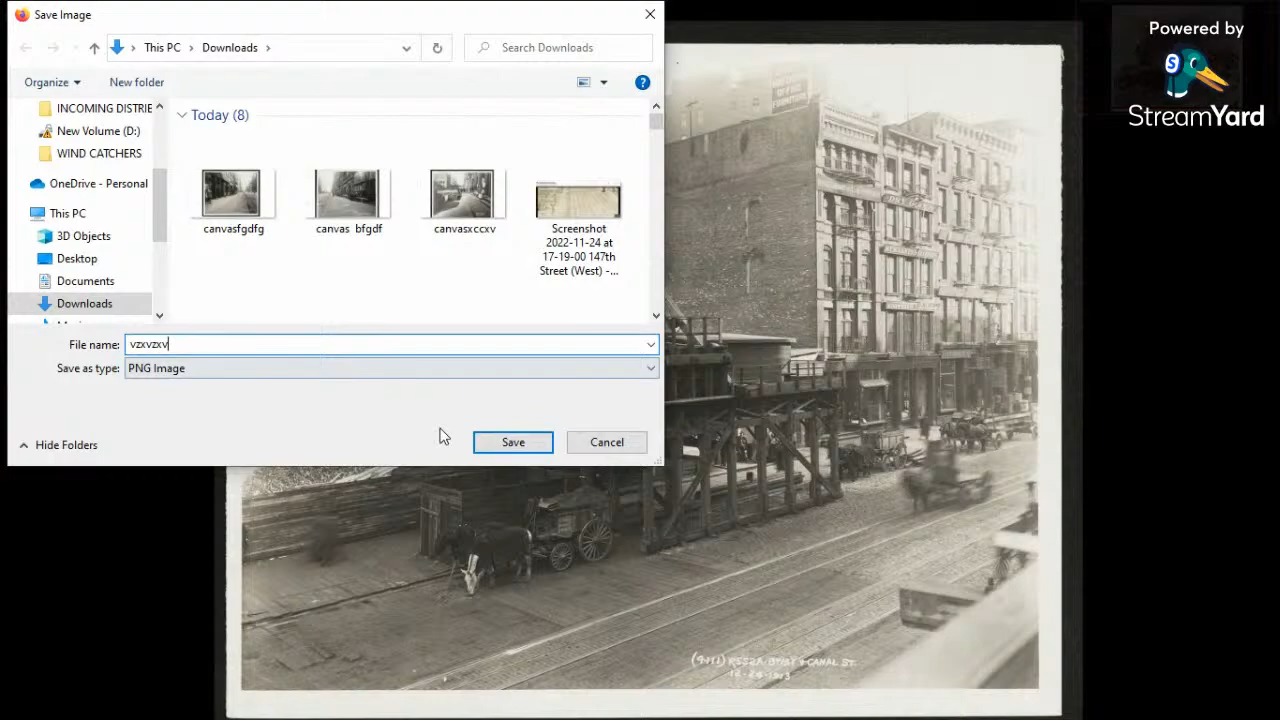 Save Image
This PC
Downloads
Search Downloads
Organize
New folder
INCOMING DISTRIE
New Volume (D:)
WIND CATCHERS
OneDrive - Personal
This PC
3D Objects
Desktop
Documents
Downloads
Today (8)
canvasfgdfg
canvas bfgdf
canvasxccxv
Screenshot
2022-11-24 at
17-19-00 147th
Street (West) -...
File name:
vzxvzxv
Save as type:
PNG Image
Hide Folders
Save
Cancel
Powered by
S
StreamYard
CANAL ST.